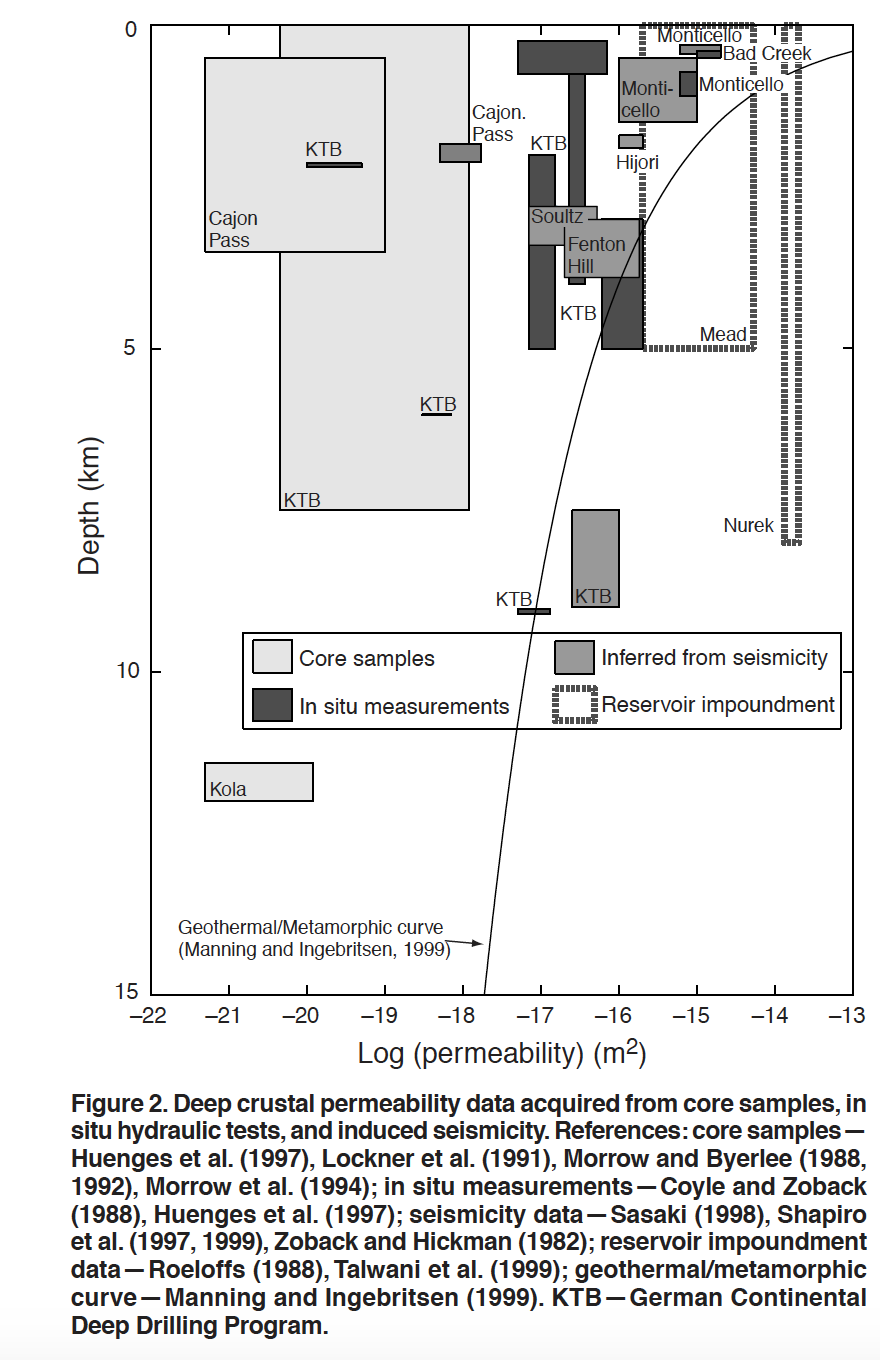 0
5
10
15
Depth (km)
Monticello
Bad Creek
Monti-
cello
Monticello
Cajon.
Pass
KTB
KTB
Hijori
Cajon
Pass
Soultz
Fenton
Hill
KTB
Mead
KTB
KTB
Nurek
KTB
KTB
Core samples
Inferred from seismicity
In situ measurements
Reservoir impoundment
Kola
Geothermal/Metamorphic curve
(Manning and Ingebritsen, 1999)
–22 –21 –20 –19 –18 –17 –16 –15 –14 –13
Log (permeability) (m²)
Figure 2. Deep crustal permeability data acquired from core samples, in
situ hydraulic tests, and induced seismicity. References: core samples—
Huenges et al. (1997), Lockner et al. (1991), Morrow and Byerlee (1988,
1992), Morrow et al. (1994); in situ measurements—Coyle and Zoback
(1988), Huenges et al. (1997); seismicity data—Sasaki (1998), Shapiro
et al. (1997, 1999), Zoback and Hickman (1982); reservoir impoundment
data—Roeloffs (1988), Talwani et al. (1999); geothermal/metamorphic
curve—Manning and Ingebritsen (1999). KTB—German Continental
Deep Drilling Program.